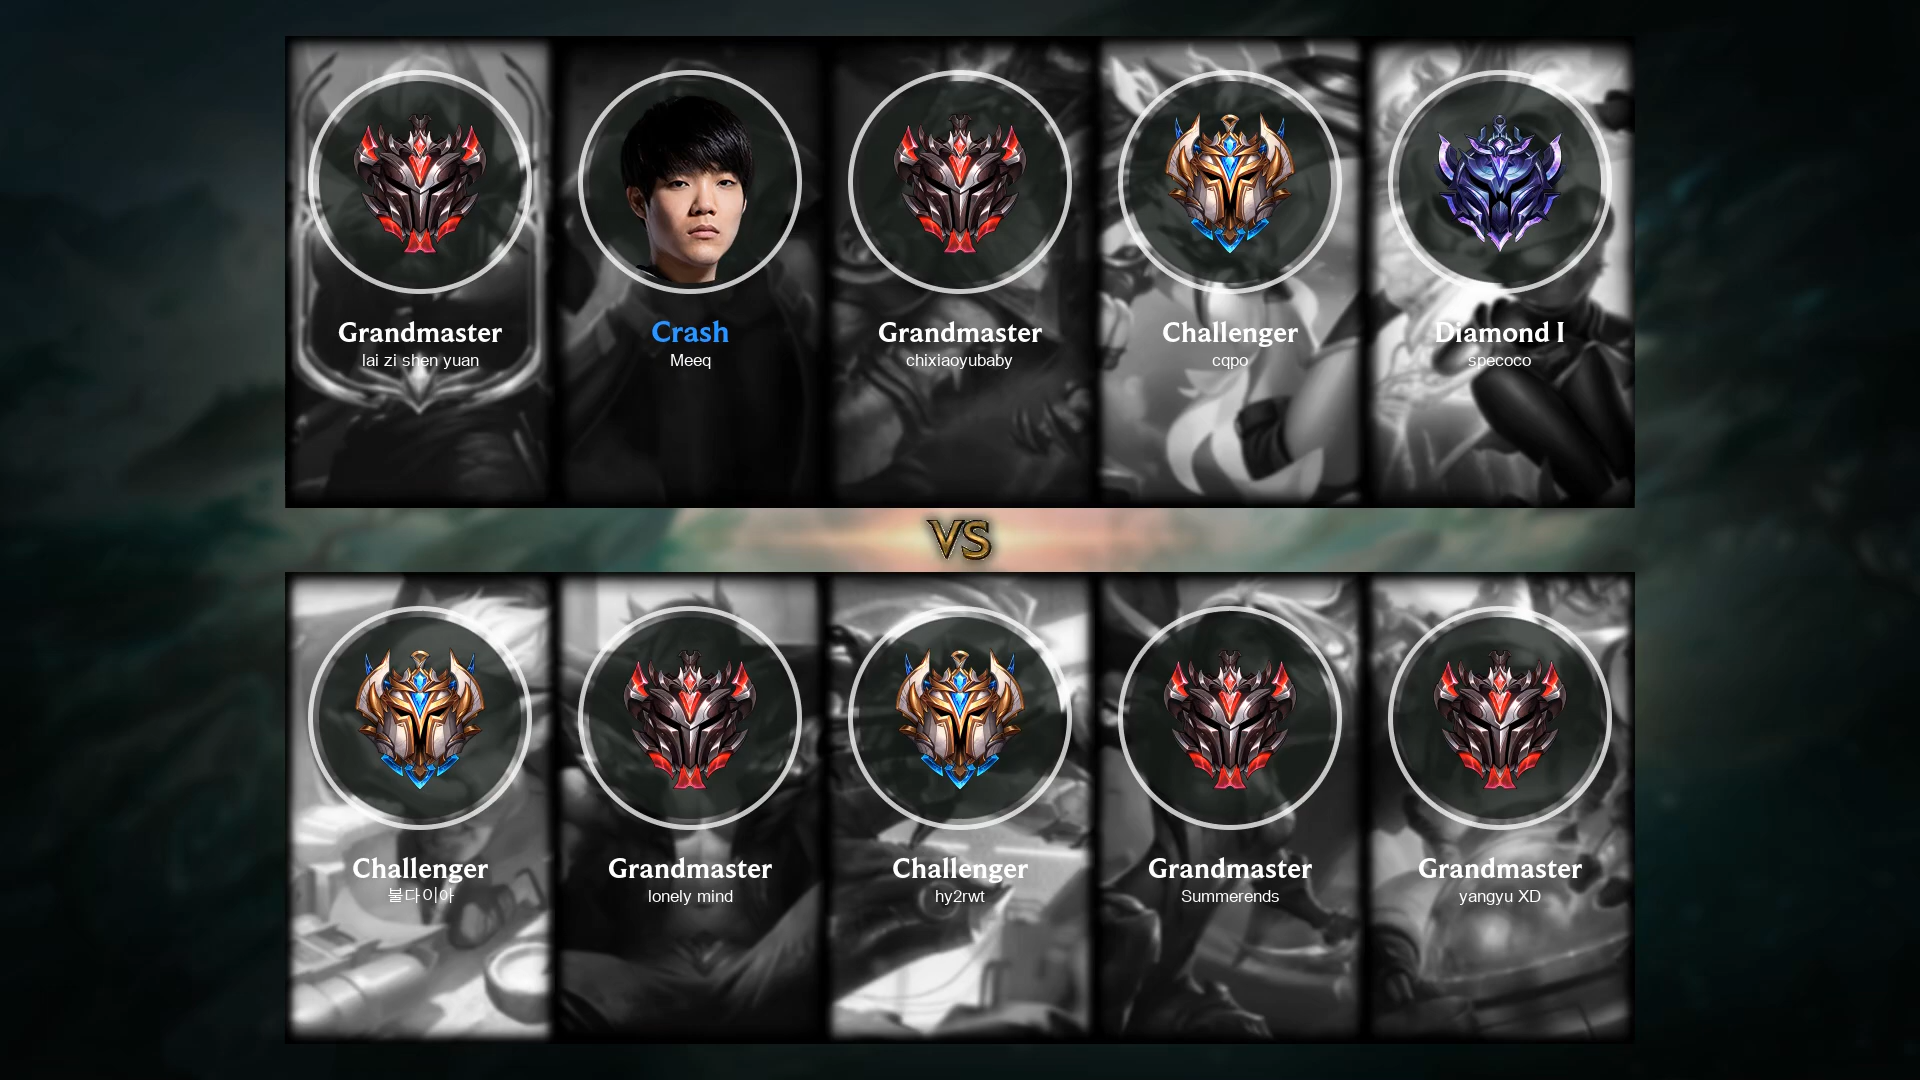 Grandmaster
lai zi shen yuan
Crash
Meeq
Grandmaster
chixiaoyubaby
Challenger
cqpo
Diamond I
specoco
VS
Challenger
불다이아
Grandmaster
lonely mind
Challenger
hy2rwt
Grandmaster
Summerends
Grandmaster
yangyu XD